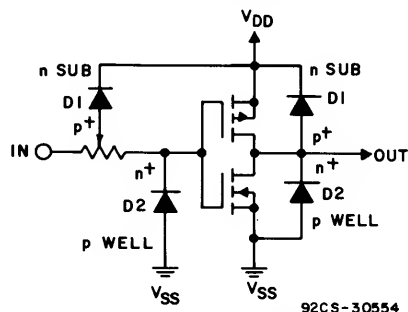 VDD
n SUB
n SUB
D1
D1
p+
p+
IN
OUT
n+
n+
D2
D2
p WELL
p WELL
VSS
VSS
92CS-30554